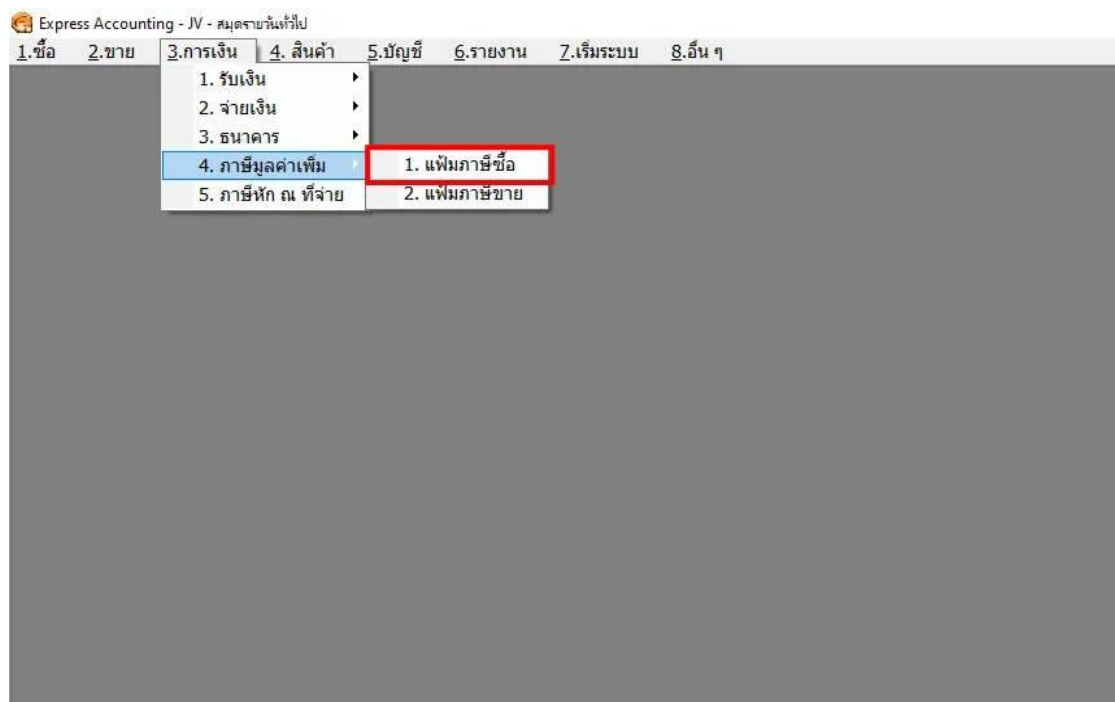 Express Accounting - JV - สมุดรายวันทั่วไป
1.ซื้อ 2.ขาย 3.การเงิน 4. สินค้า 5.บัญชี 6.รายงาน 7.เริ่มระบบ 8.อื่น ๆ
1. รับเงิน
2. จ่ายเงิน
3. ธนาคาร
4. ภาษีมูลค่าเพิ่ม 1. แฟ้มภาษีซื้อ
5. ภาษีหัก ณ ที่จ่าย 2. แฟ้มภาษีขาย